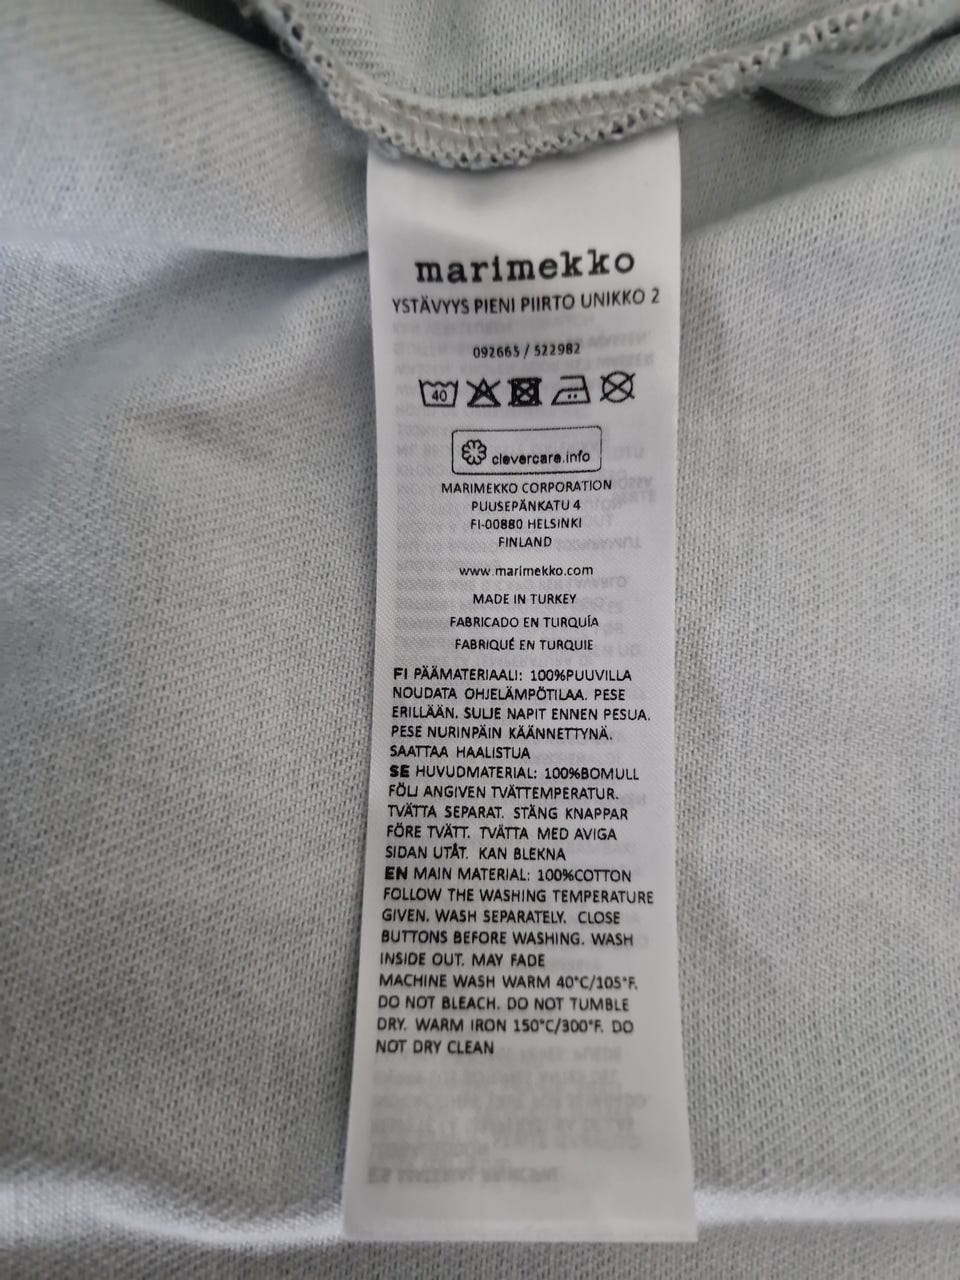 marimekko
YSTÄVYYS PIENI PIIRTO UNIKKO 2
092665 / 522982
40
clevercare.info
MARIMEKKO CORPORATION
PUUSEPÄNKATU 4
FI-00880 HELSINKI
FINLAND
www.marimekko.com
MADE IN TURKEY
FABRICADO EN TURQUÍA
FABRIQUÉ EN TURQUIE
FI PÄÄMATERIAALI: 100%PUUVILLA
NOUDATA OHJELÄMPÖTILAA. PESE
ERILLÄÄN. SULJE NAPIT ENNEN PESUA.
PESE NURINPÄIN KÄÄNNETTYNÄ.
SAATTAA HAALISTUA
SE HUVUDMATERIAL: 100%BOMULL
FÖLJ ANGIVEN TVÄTTEMPERATUR.
TVÄTTA SEPARAT. STÄNG KNAPPAR
FÖRE TVÄTT. TVÄTTA MED AVIGA
SIDAN UTÅT. KAN BLEKNA
EN MAIN MATERIAL: 100%COTTON
FOLLOW THE WASHING TEMPERATURE
GIVEN. WASH SEPARATELY. CLOSE
BUTTONS BEFORE WASHING. WASH
INSIDE OUT. MAY FADE
MACHINE WASH WARM 40°C/105°F.
DO NOT BLEACH. DO NOT TUMBLE
DRY. WARM IRON 150°C/300°F. DO
NOT DRY CLEAN